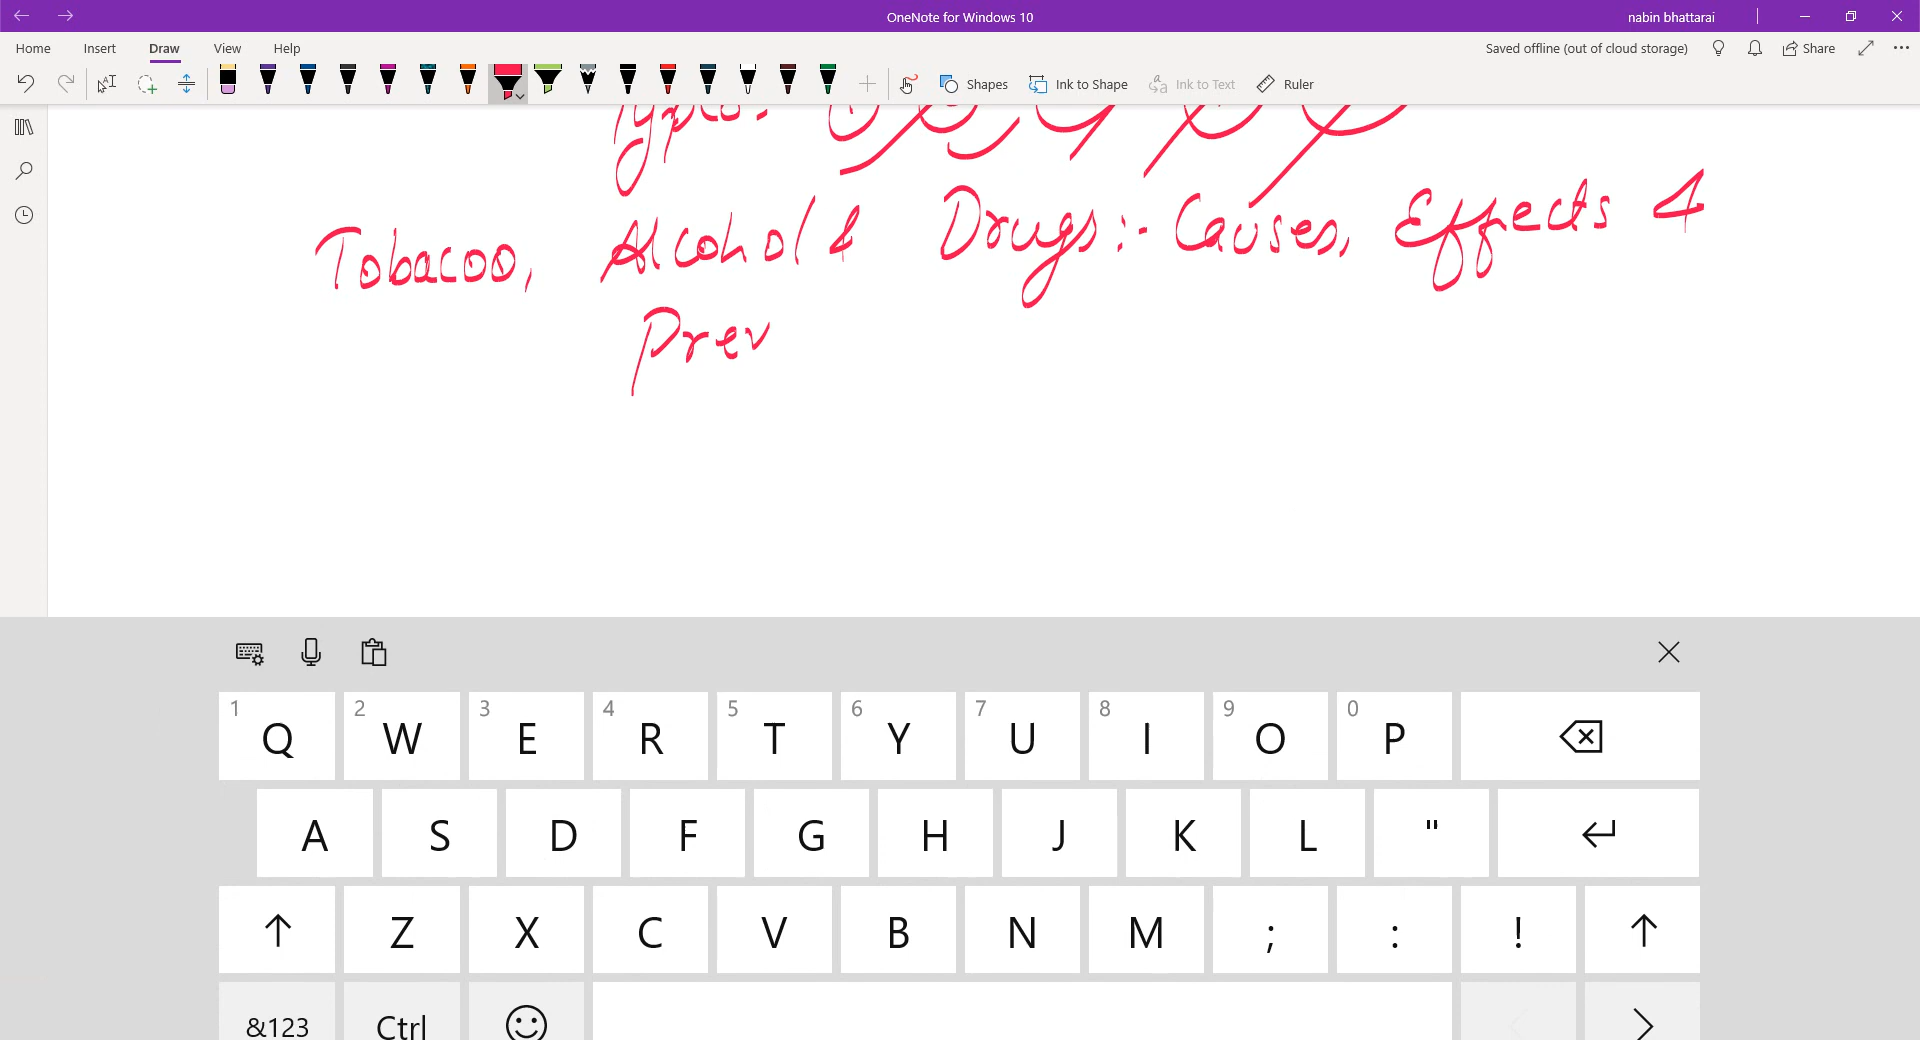 OneNote for Windows 10
nabin bhattarai
Home Insert Draw View Help
Saved offline (out of cloud storage) Share
Shapes Ink to Shape Ink to Text Ruler
Tobacoo, Alcohol & Drugs:- Causes, Effects &
Prev
1 2 3 4 5 6 7 8 9 0
Q W E R T Y U I O P
A S D F G H J K L "
Z X C V B N M ; : !
&123 Ctrl